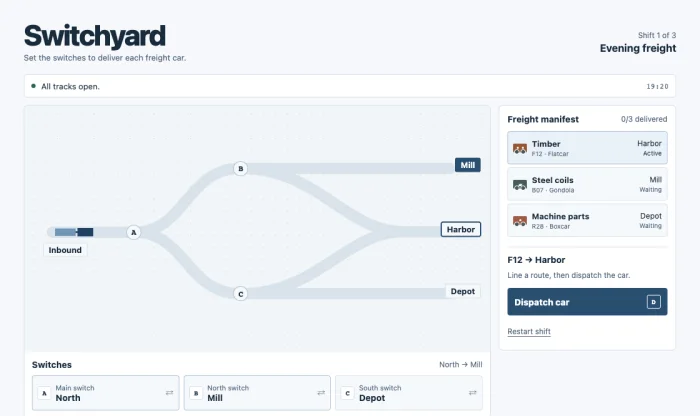 Switchyard
Set the switches to deliver each freight car.
Shift 1 of 3
Evening freight
All tracks open.
19:20
B
Mill
A
Harbor
Inbound
C
Depot
Freight manifest
0/3 delivered
Timber
Harbor
F12 · Flatcar
Active
Steel coils
Mill
B07 · Gondola
Waiting
Machine parts
Depot
R28 · Boxcar
Waiting
F12 → Harbor
Line a route, then dispatch the car.
Dispatch car
D
Restart shift
Switches
North → Mill
A
Main switch
North
⇄
B
North switch
Mill
⇄
C
South switch
Depot
⇄